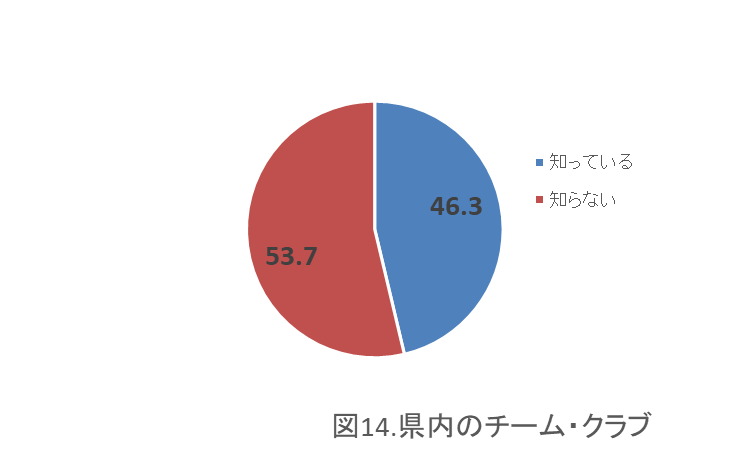 知っている
46.3
知らない
53.7
図14.県内のチーム・クラブ